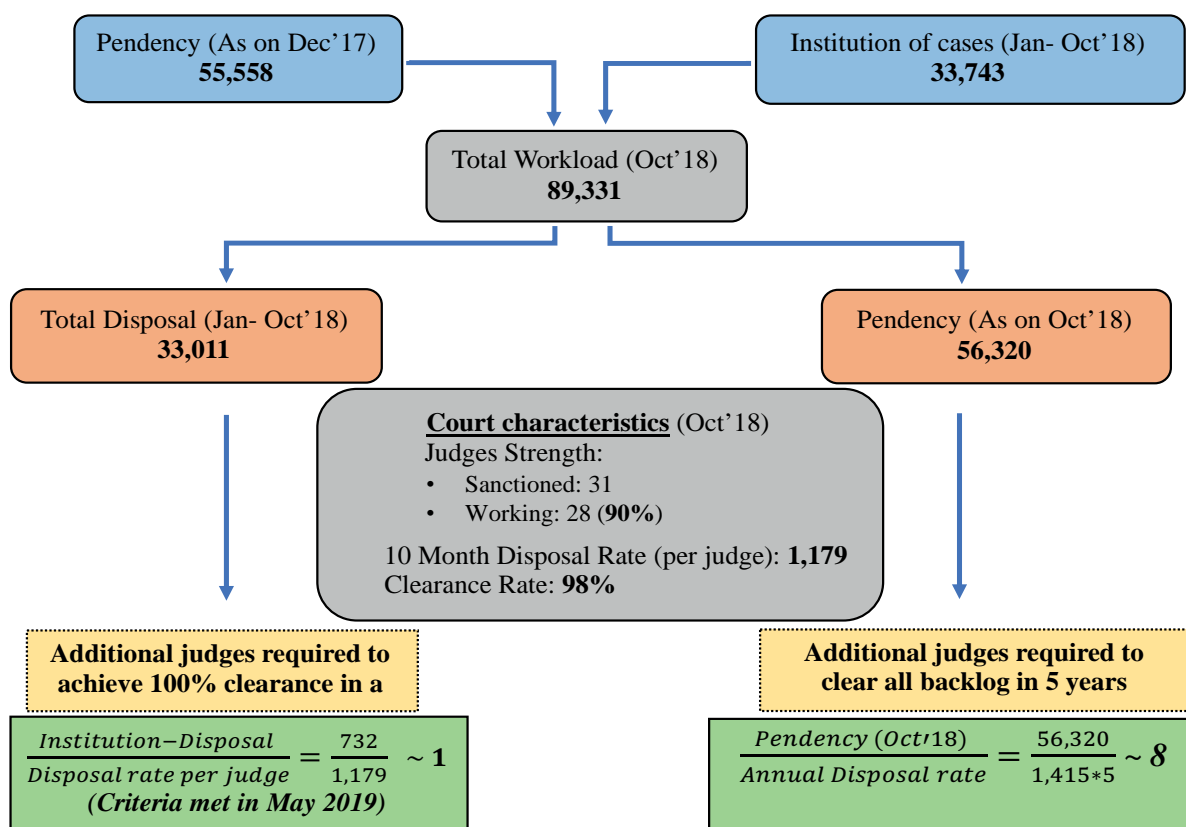 Pendency (As on Dec’17)
55,558
Institution of cases (Jan- Oct’18)
33,743
Total Workload (Oct’18)
89,331
Total Disposal (Jan- Oct’18)
33,011
Pendency (As on Oct’18)
56,320
Court characteristics (Oct’18)
Judges Strength:
• Sanctioned: 31
• Working: 28 (90%)
10 Month Disposal Rate (per judge): 1,179
Clearance Rate: 98%
Additional judges required to
achieve 100% clearance in a
Institution−Disposal / Disposal rate per judge = 732 / 1,179 ~ 1
(Criteria met in May 2019)
Additional judges required to
clear all backlog in 5 years
Pendency (Oct′18) / Annual Disposal rate = 56,320 / 1,415*5 ~ 8